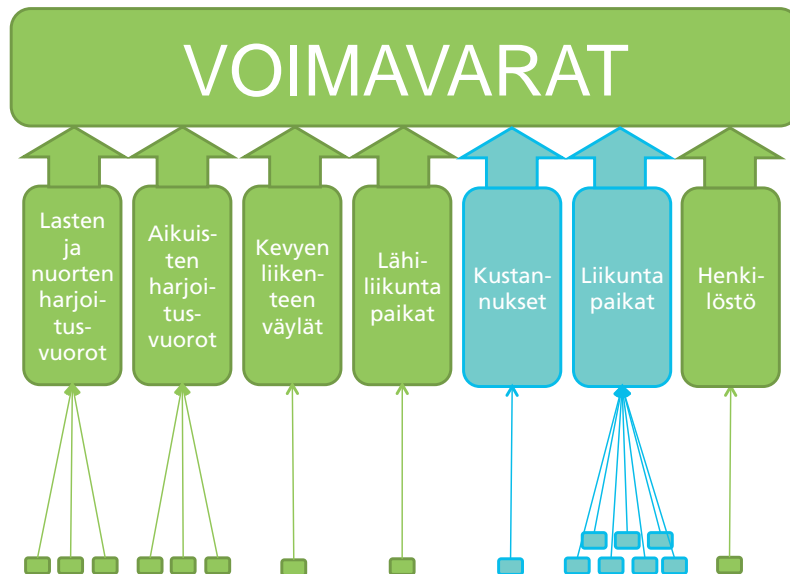 VOIMAVARAT
Lasten
ja
nuorten
harjoi-
tus-
vuorot
Aikuis-
ten
harjoi-
tus-
vuorot
Kevyen
liiken-
teen
väylät
Lähi-
liikunta
paikat
Kustan-
nukset
Liikunta
paikat
Henki-
löstö